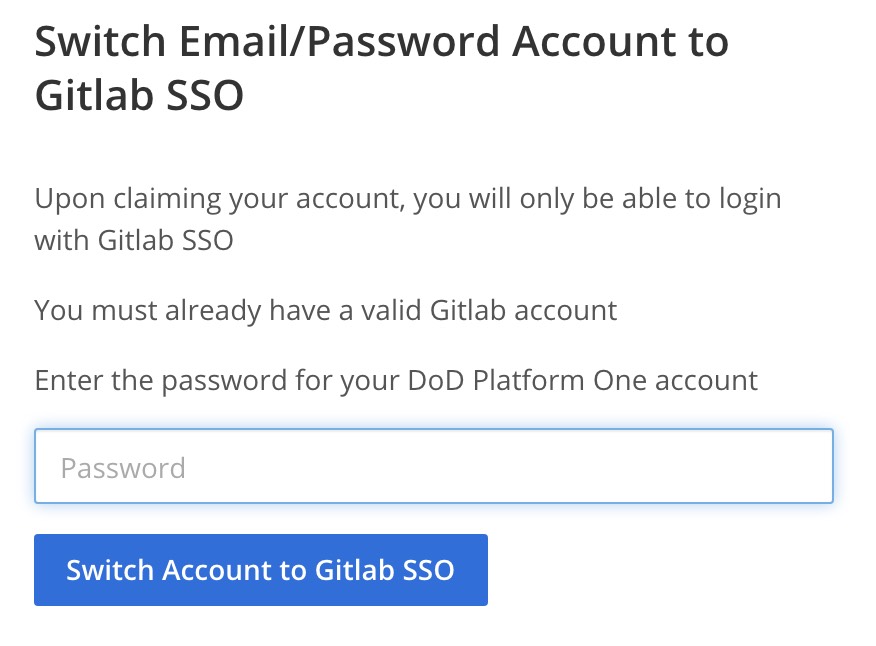 Switch Email/Password Account to
Gitlab SSO
Upon claiming your account, you will only be able to login
with Gitlab SSO
You must already have a valid Gitlab account
Enter the password for your DoD Platform One account
Password
Switch Account to Gitlab SSO